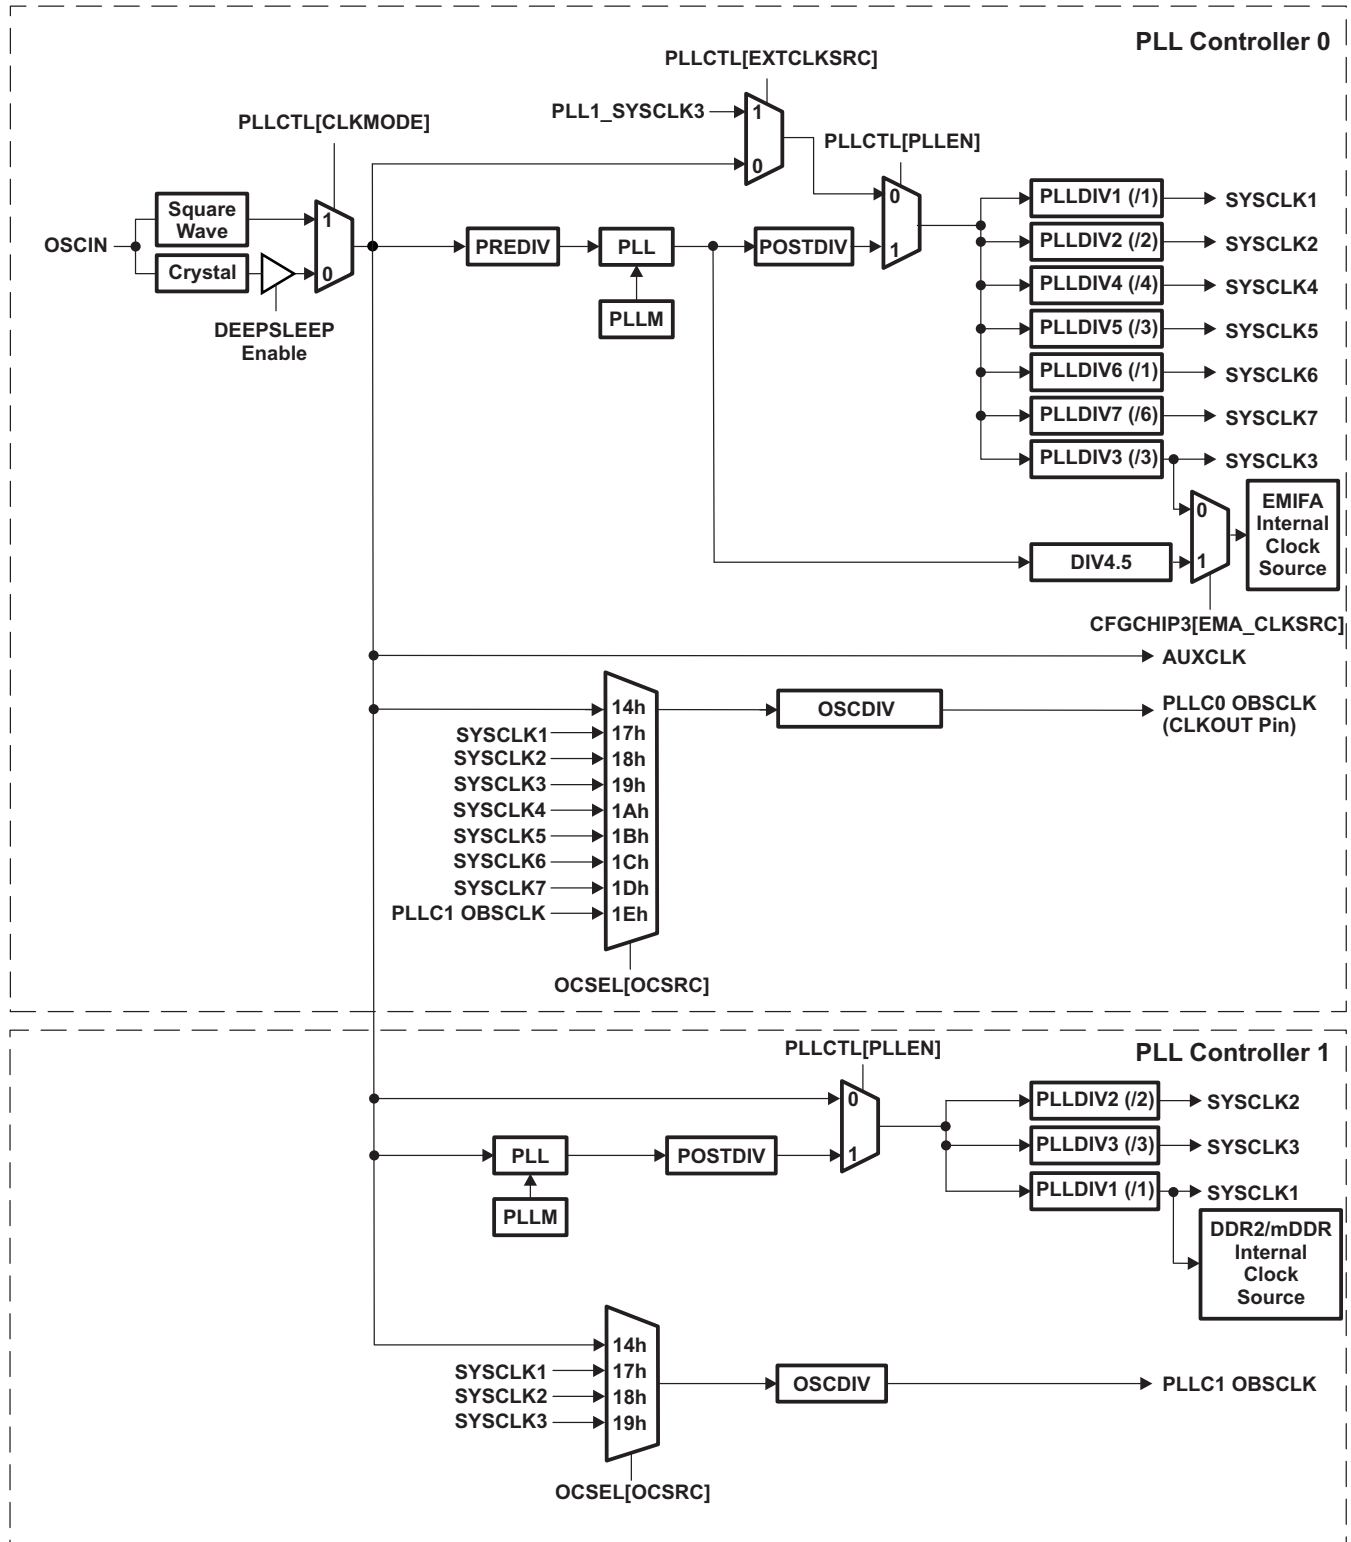 PLL Controller 0
PLLCTL[EXTCLKSRC]
PLL1_SYSCLK3
1
0
PLLCTL[CLKMODE]
PLLCTL[PLLEN]
OSCIN
Square
Wave
Crystal
1
0
DEEPSLEEP
Enable
PREDIV
PLL
PLLM
POSTDIV
0
1
PLLDIV1 (/1)
SYSCLK1
PLLDIV2 (/2)
SYSCLK2
PLLDIV4 (/4)
SYSCLK4
PLLDIV5 (/3)
SYSCLK5
PLLDIV6 (/1)
SYSCLK6
PLLDIV7 (/6)
SYSCLK7
PLLDIV3 (/3)
SYSCLK3
DIV4.5
0
1
EMIFA
Internal
Clock
Source
CFGCHIP3[EMA_CLKSRC]
AUXCLK
14h
SYSCLK1
17h
SYSCLK2
18h
SYSCLK3
19h
SYSCLK4
1Ah
SYSCLK5
1Bh
SYSCLK6
1Ch
SYSCLK7
1Dh
PLLC1 OBSCLK
1Eh
OCSEL[OCSRC]
OSCDIV
PLLC0 OBSCLK
(CLKOUT Pin)
PLL Controller 1
PLLCTL[PLLEN]
0
1
PLL
PLLM
POSTDIV
PLLDIV2 (/2)
SYSCLK2
PLLDIV3 (/3)
SYSCLK3
PLLDIV1 (/1)
SYSCLK1
DDR2/mDDR
Internal
Clock
Source
14h
SYSCLK1
17h
SYSCLK2
18h
SYSCLK3
19h
OCSEL[OCSRC]
OSCDIV
PLLC1 OBSCLK